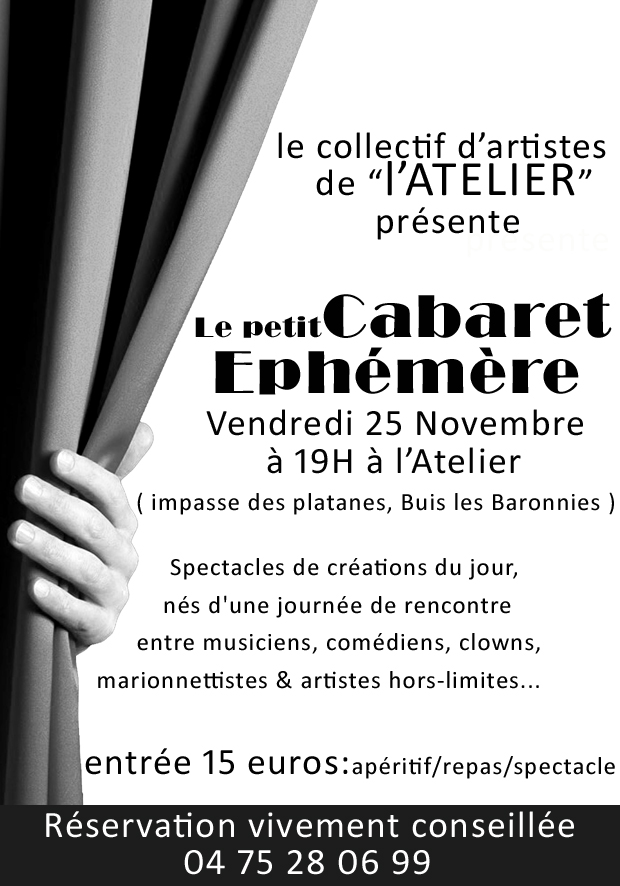 le collectif d’artistes
de “l’ATELIER”
présente
présente
Le petit Cabaret
Ephémère
Vendredi 25 Novembre
à 19H à l’Atelier
( impasse des platanes, Buis les Baronnies )
Spectacles de créations du jour,
nés d'une journée de rencontre
entre musiciens, comédiens, clowns,
marionnettistes & artistes hors-limites...
entrée 15 euros:apéritif/repas/spectacle
Réservation vivement conseillée
04 75 28 06 99